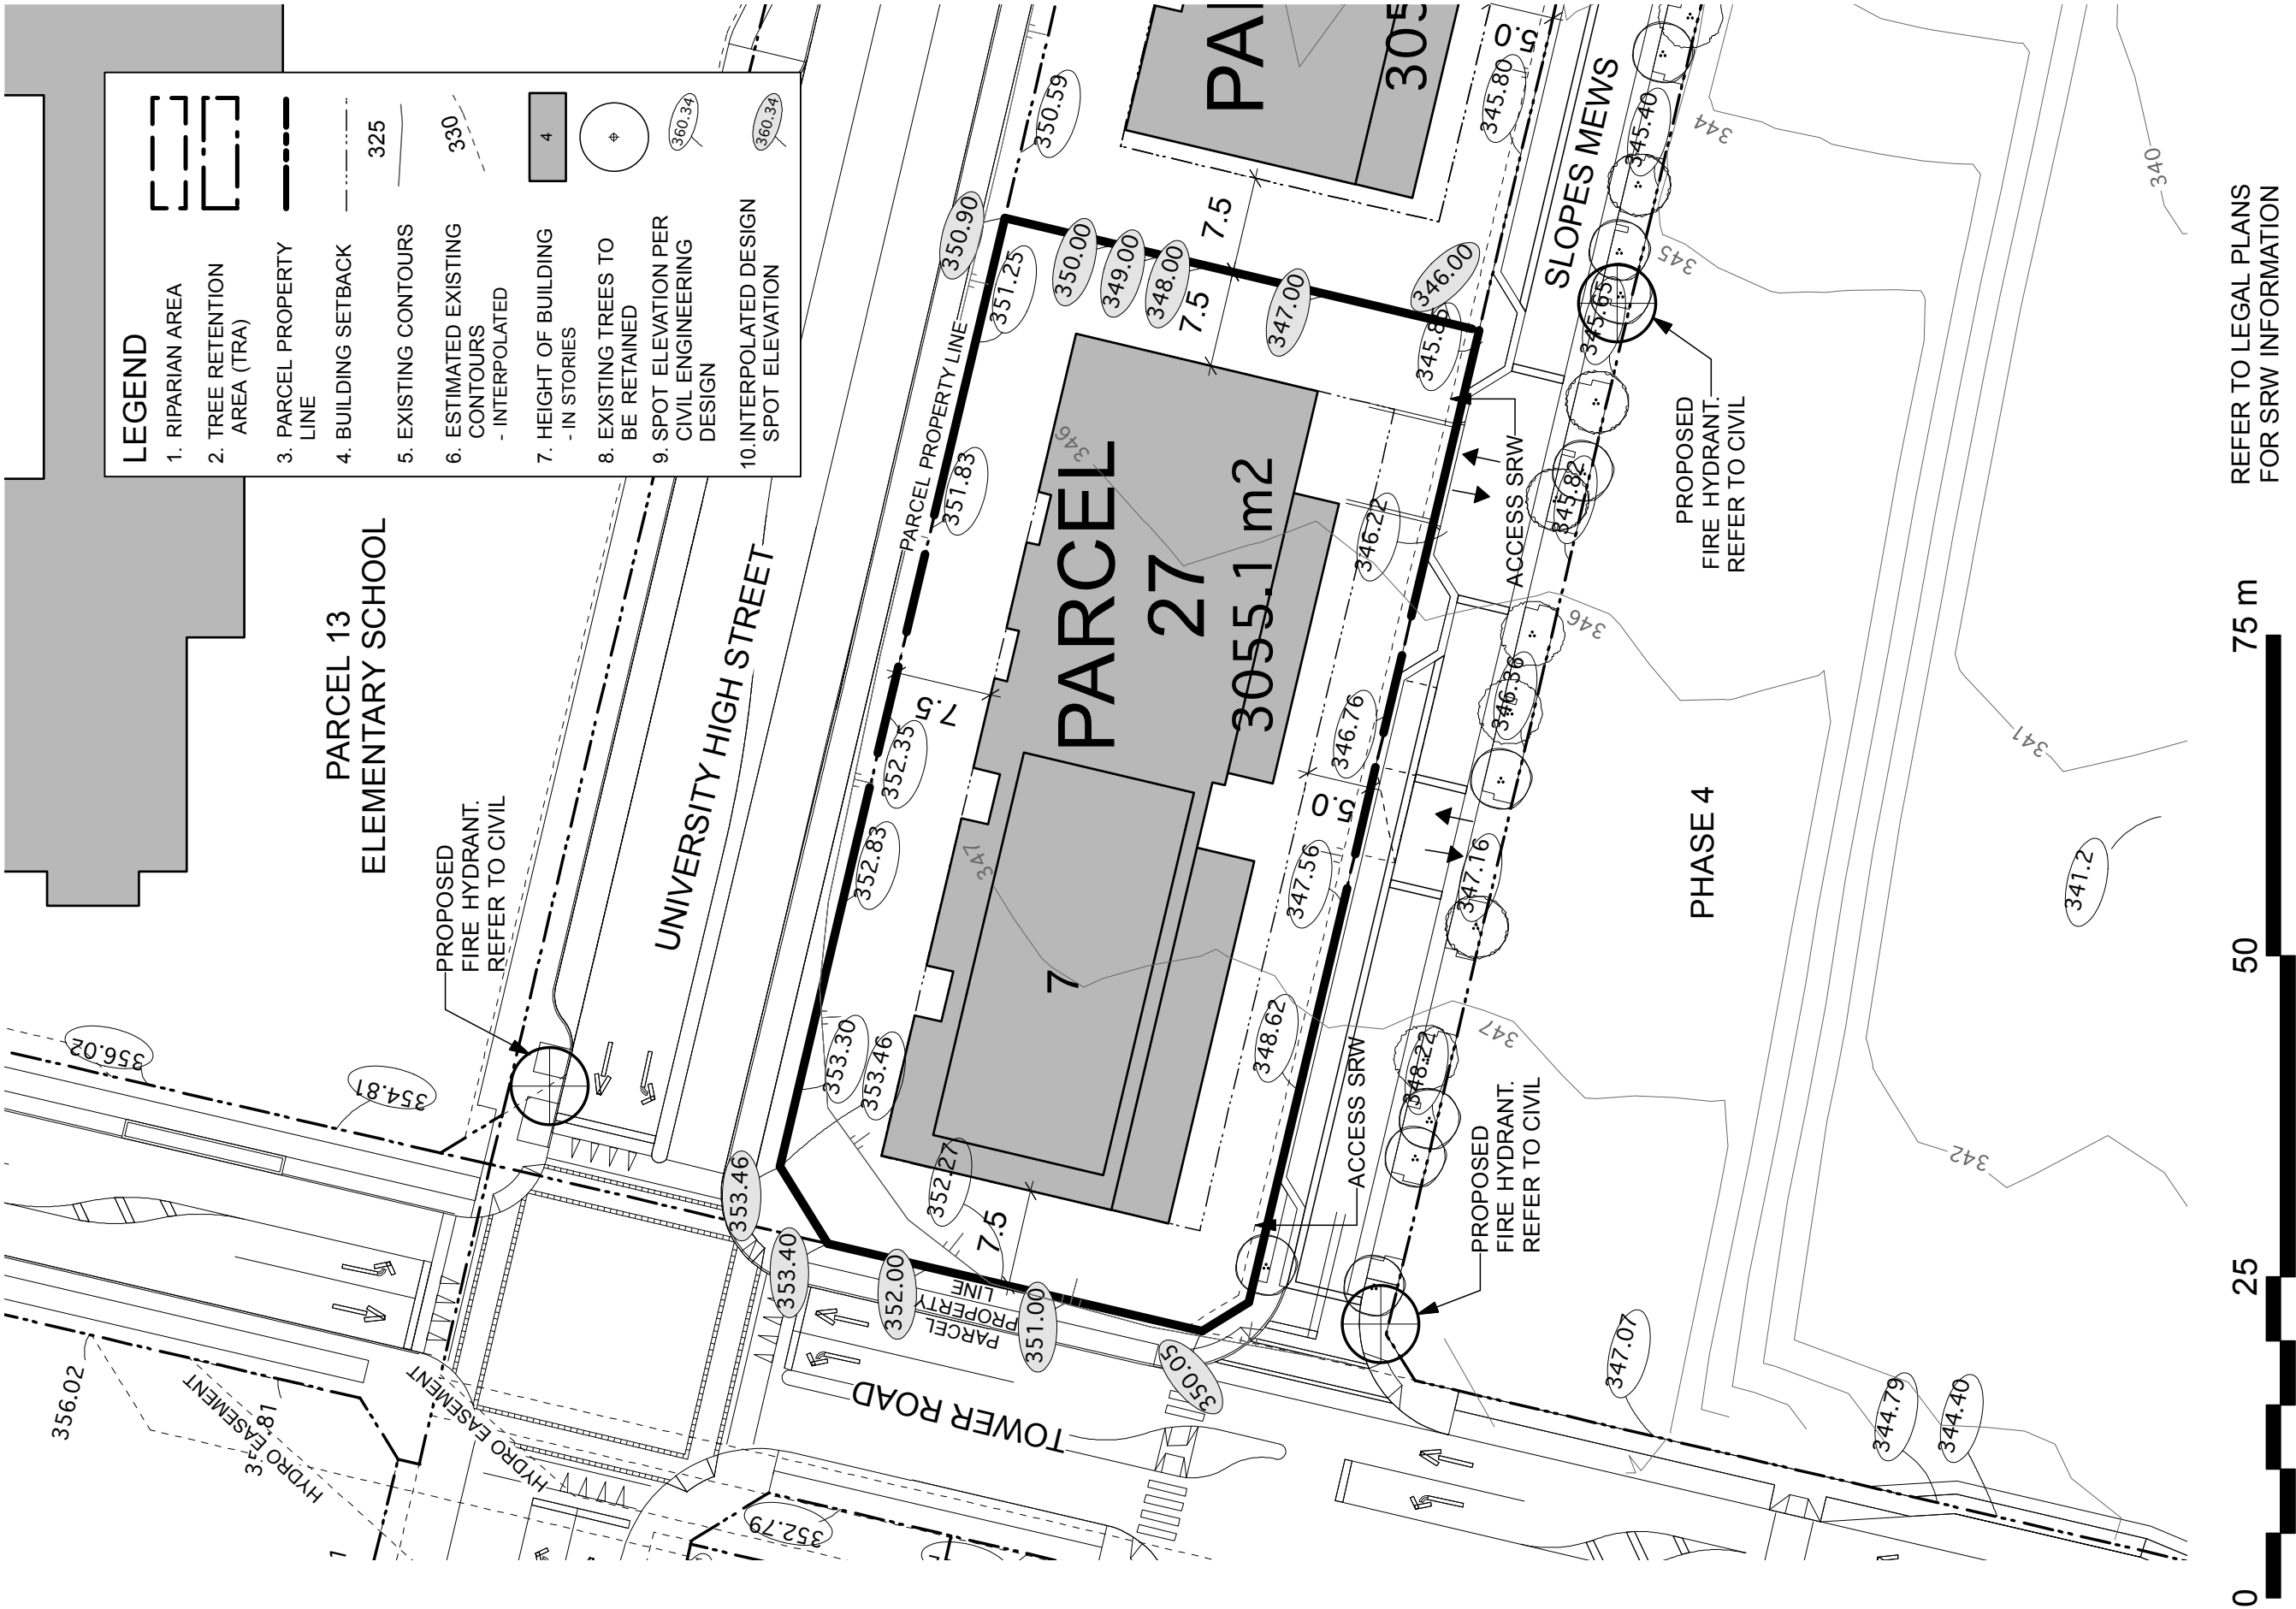 LEGEND
1. RIPARIAN AREA
2. TREE RETENTION
AREA (TRA)
3. PARCEL PROPERTY
LINE
4. BUILDING SETBACK
5. EXISTING CONTOURS
325
6. ESTIMATED EXISTING
CONTOURS
- INTERPOLATED
330
7. HEIGHT OF BUILDING
- IN STORIES
4
8. EXISTING TREES TO
BE RETAINED
9. SPOT ELEVATION PER
CIVIL ENGINEERING
DESIGN
360.34
10.INTERPOLATED DESIGN
SPOT ELEVATION
360.34
PARCEL 13
ELEMENTARY SCHOOL
PROPOSED
FIRE HYDRANT.
REFER TO CIVIL
UNIVERSITY HIGH STREET
356.02
354.81
356.02
HYDRO EASEMENT
HYDRO EASEMENT
352.79
TOWER ROAD
353.46
353.40
352.00
351.00
350.05
PARCEL
PROPERTY
LINE
7.5
352.27
353.46
353.30
352.83
352.35
7.5
351.83
PARCEL PROPERTY LINE
351.25
350.90
350.59
350.00
349.00
348.00
347.00
346.00
345.85
7.5
7.5
PARCEL
27
3055.1 m2
7
347
346
346.22
346.76
5.0
347.56
348.62
ACCESS SRW
ACCESS SRW
SLOPES MEWS
345.80
5.0
305
345.40
345.65
345.82
346.36
347.16
348.22
344
345
346
347
340
341
342
PROPOSED
FIRE HYDRANT.
REFER TO CIVIL
PROPOSED
FIRE HYDRANT.
REFER TO CIVIL
PHASE 4
341.2
347.07
344.79
344.40
REFER TO LEGAL PLANS
FOR SRW INFORMATION
0
25
50
75 m